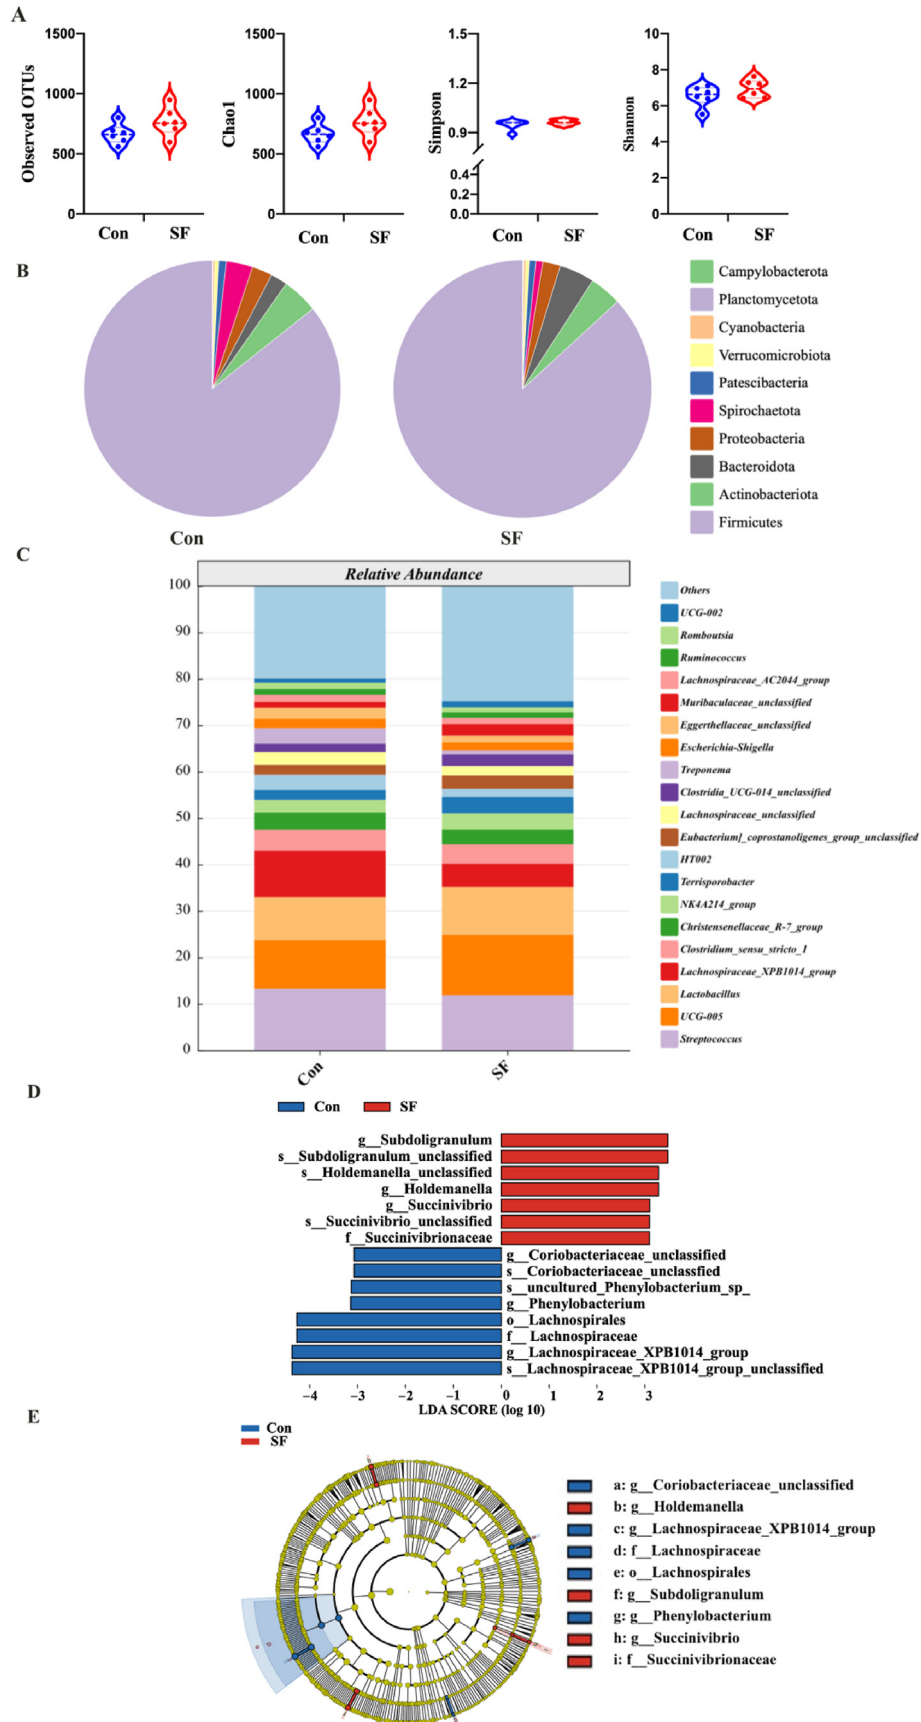 A
1500
1000
500
0
Observed OTUs
Con
SF
1500
1000
500
0
Chao1
Con
SF
1.5
1.2
0.9
0.4
0.2
0.0
Simpson
Con
SF
10
8
6
4
2
0
Shannon
Con
SF
B
Con
SF
Campylobacterota
Planctomycetota
Cyanobacteria
Verrucomicrobiota
Patescibacteria
Spirochaetota
Proteobacteria
Bacteroidota
Actinobacteriota
Firmicutes
C
Relative Abundance
100
90
80
70
60
50
40
30
20
10
0
Con
SF
Others
UCG-002
Romboutsia
Ruminococcus
Lachnospiraceae_AC2044_group
Muribaculaceae_unclassified
Eggerthellaceae_unclassified
Escherichia-Shigella
Treponema
Clostridia_UCG-014_unclassified
Lachnospiraceae_unclassified
Eubacterium]_coprostanoligenes_group_unclassified
HT002
Terrisporobacter
NK4A214_group
Christensenellaceae_R-7_group
Clostridium_sensu_stricto_1
Lachnospiraceae_XPB1014_group
Lactobacillus
UCG-005
Streptococcus
D
Con
SF
g__Subdoligranulum
s__Subdoligranulum_unclassified
s__Holdemanella_unclassified
g__Holdemanella
g__Succinivibrio
s__Succinivibrio_unclassified
f__Succinivibrionaceae
g__Coriobacteriaceae_unclassified
s__Coriobacteriaceae_unclassfied
s__uncultured_Phenylobacterium_sp_
g__Phenylobacterium
o__Lachnospirales
f__Lachnospiraceae
g__Lachnospiraceae_XPB1014_group
s__Lachnospiraceae_XPB1014_group_unclassified
−4 −3 −2 −1 0 1 2 3
LDA SCORE (log 10)
E
Con
SF
a: g__Coriobacteriaceae_unclassified
b: g__Holdemanella
c: g__Lachnospiraceae_XPB1014_group
d: f__Lachnospiraceae
e: o__Lachnospirales
f: g__Subdoligranulum
g: g__Phenylobacterium
h: g__Succinivibrio
i: f__Succinivibrionaceae